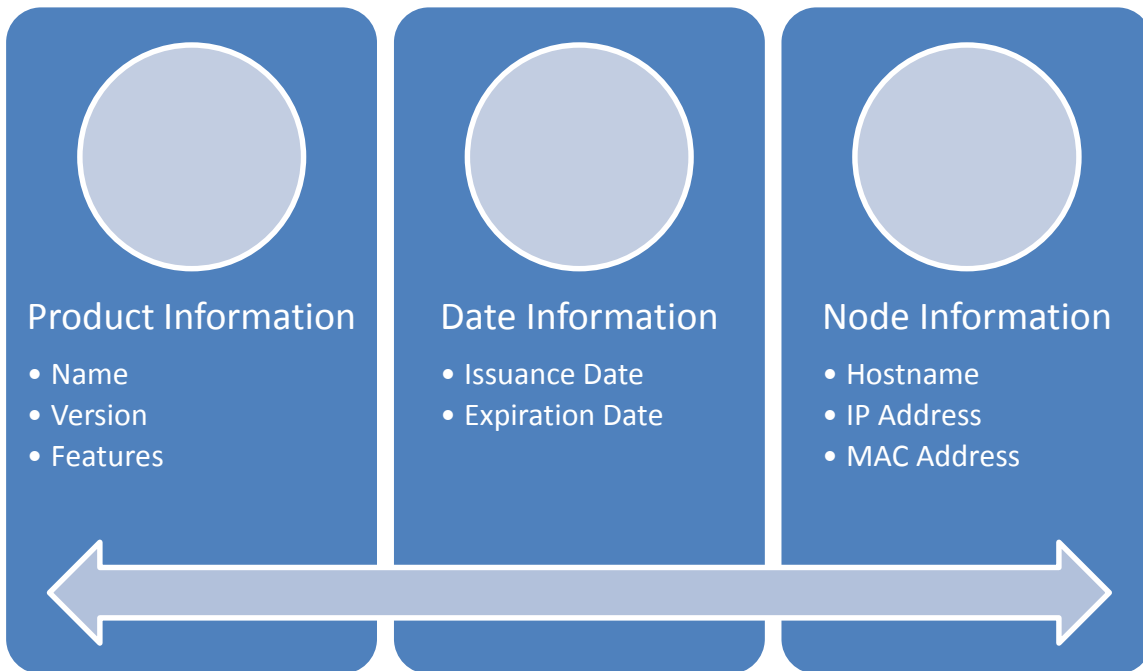 Product Information
• Name
• Version
• Features
Date Information
• Issuance Date
• Expiration Date
Node Information
• Hostname
• IP Address
• MAC Address